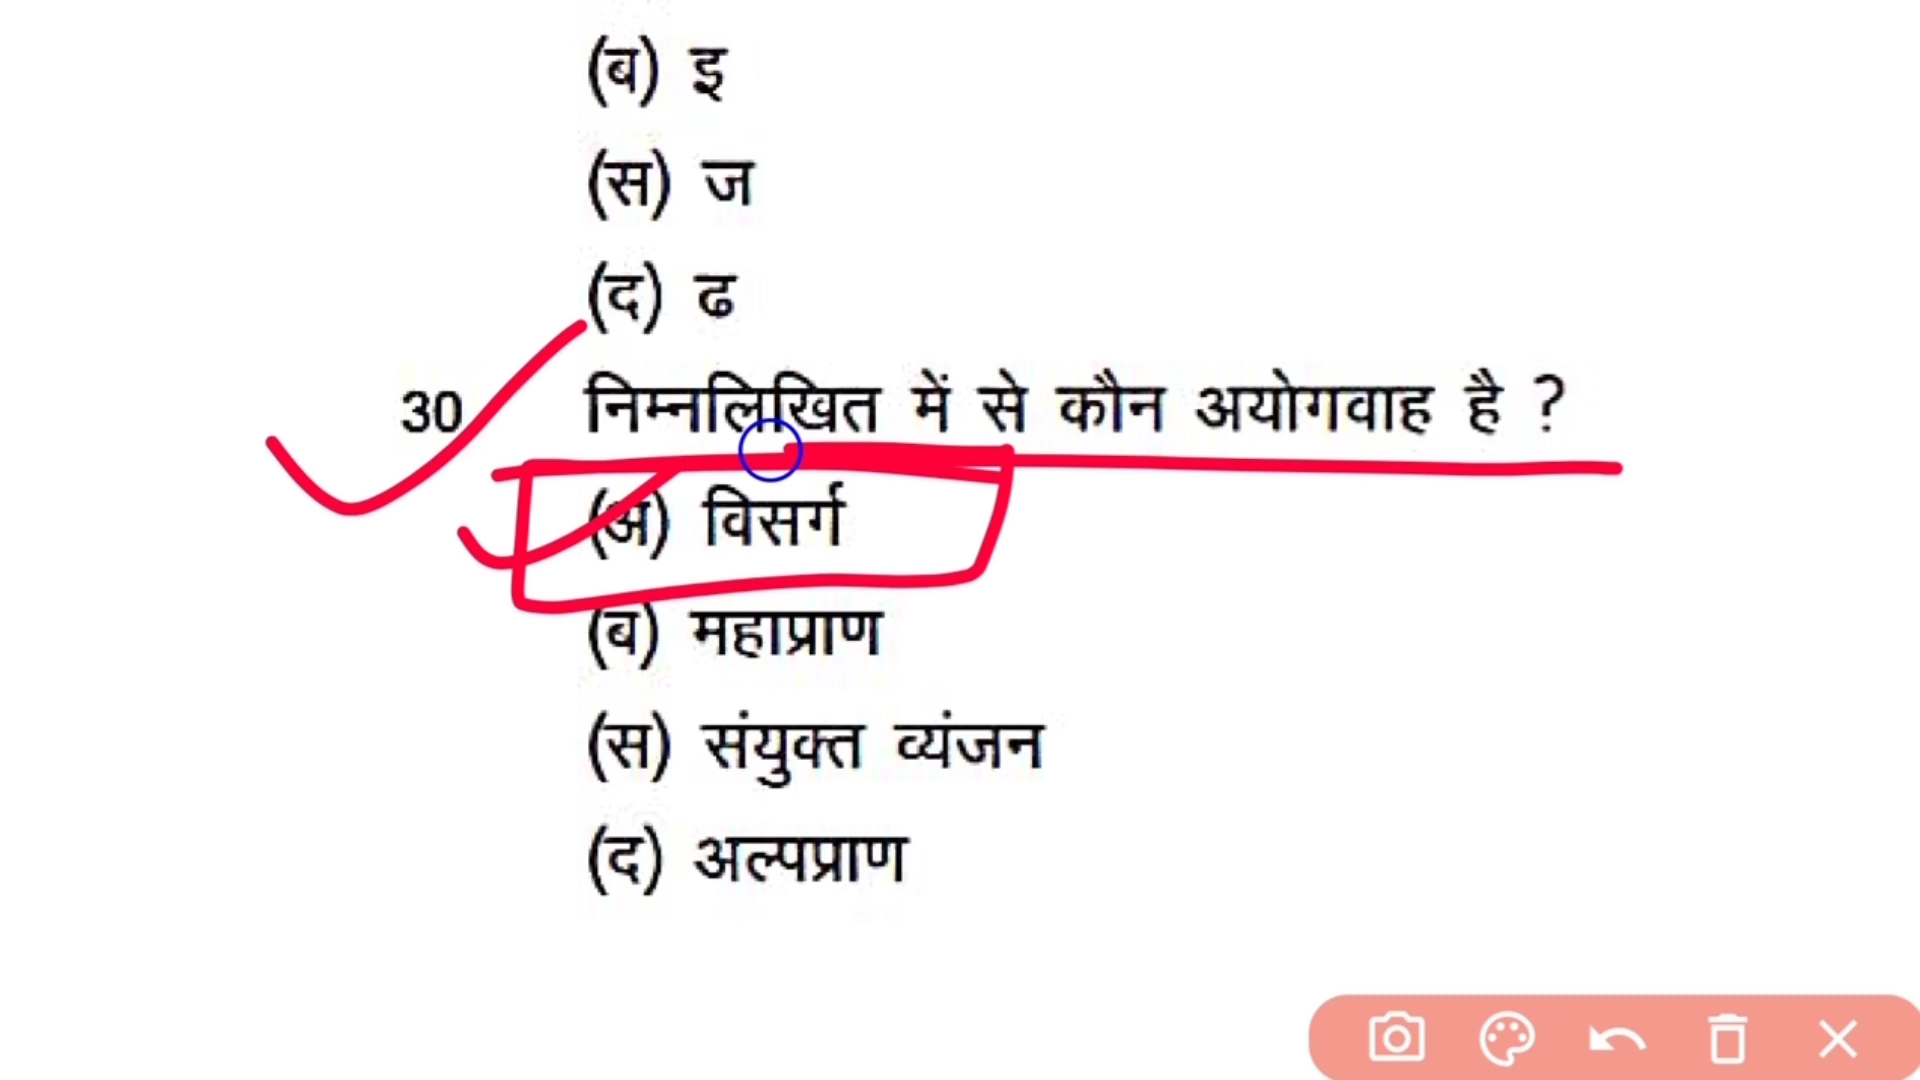 (ब) इ
(स) ज
(द) ढ
30 निम्नलिखित में से कौन अयोगवाह है ?
(अ) विसर्ग
(ब) महाप्राण
(स) संयुक्त व्यंजन
(द) अल्पप्राण